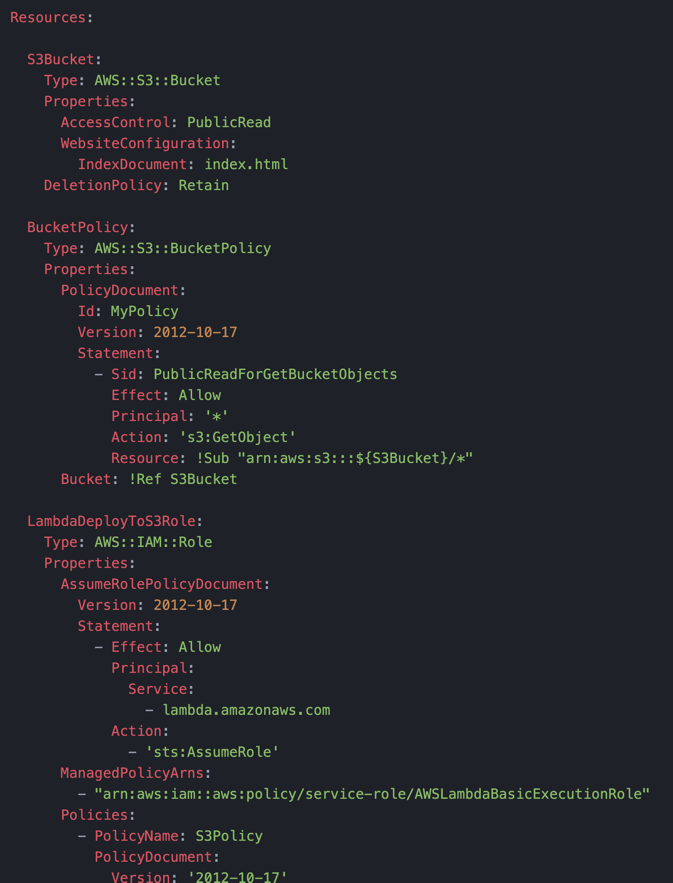 Resources:
S3Bucket:
Type: AWS::S3::Bucket
Properties:
AccessControl: PublicRead
WebsiteConfiguration:
IndexDocument: index.html
DeletionPolicy: Retain
BucketPolicy:
Type: AWS::S3::BucketPolicy
Properties:
PolicyDocument:
Id: MyPolicy
Version: 2012-10-17
Statement:
- Sid: PublicReadForGetBucketObjects
Effect: Allow
Principal: '*'
Action: 's3:GetObject'
Resource: !Sub "arn:aws:s3:::${S3Bucket}/*"
Bucket: !Ref S3Bucket
LambdaDeployToS3Role:
Type: AWS::IAM::Role
Properties:
AssumeRolePolicyDocument:
Version: 2012-10-17
Statement:
- Effect: Allow
Principal:
Service:
- lambda.amazonaws.com
Action:
- 'sts:AssumeRole'
ManagedPolicyArns:
- "arn:aws:iam::aws:policy/service-role/AWSLambdaBasicExecutionRole"
Policies:
- PolicyName: S3Policy
PolicyDocument:
Version: '2012-10-17'